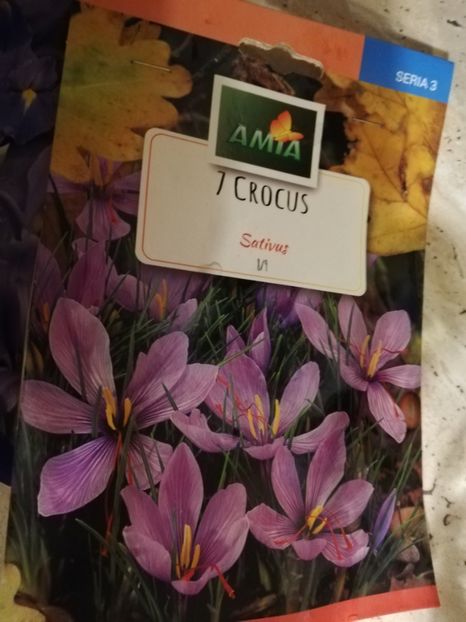 SERIA 3
AMIA
7 CROCUS
Sativus